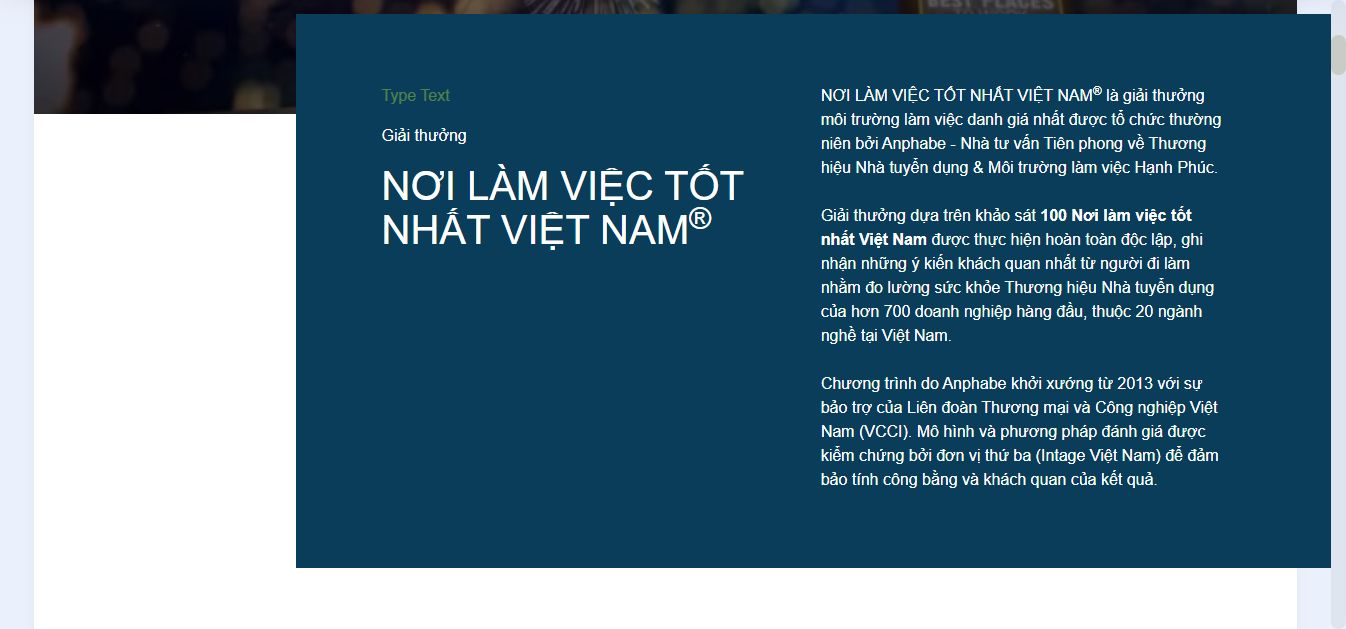 BEST PLACES
Type Text
Giải thưởng
NƠI LÀM VIỆC TỐT
NHẤT VIỆT NAM®
NƠI LÀM VIỆC TỐT NHẤT VIỆT NAM® là giải thưởng
môi trường làm việc danh giá nhất được tổ chức thường
niên bởi Anphabe - Nhà tư vấn Tiên phong về Thương
hiệu Nhà tuyển dụng & Môi trường làm việc Hạnh Phúc.
Giải thưởng dựa trên khảo sát 100 Nơi làm việc tốt
nhất Việt Nam được thực hiện hoàn toàn độc lập, ghi
nhận những ý kiến khách quan nhất từ người đi làm
nhằm đo lường sức khỏe Thương hiệu Nhà tuyển dụng
của hơn 700 doanh nghiệp hàng đầu, thuộc 20 ngành
nghề tại Việt Nam.
Chương trình do Anphabe khởi xướng từ 2013 với sự
bảo trợ của Liên đoàn Thương mại và Công nghiệp Việt
Nam (VCCI). Mô hình và phương pháp đánh giá được
kiểm chứng bởi đơn vị thứ ba (Intage Việt Nam) để đảm
bảo tính công bằng và khách quan của kết quả.